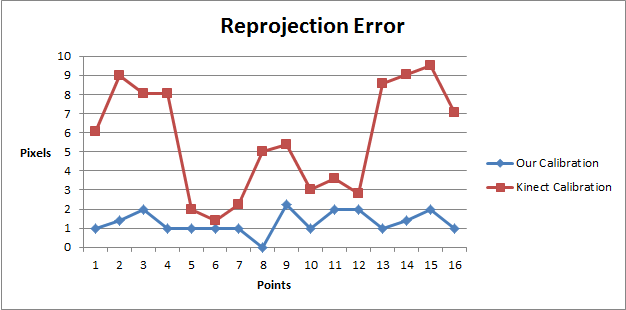 Reprojection Error
10
9
8
7
6
5
4
3
2
1
0
Pixels
1 2 3 4 5 6 7 8 9 10 11 12 13 14 15 16
Points
Our Calibration
Kinect Calibration